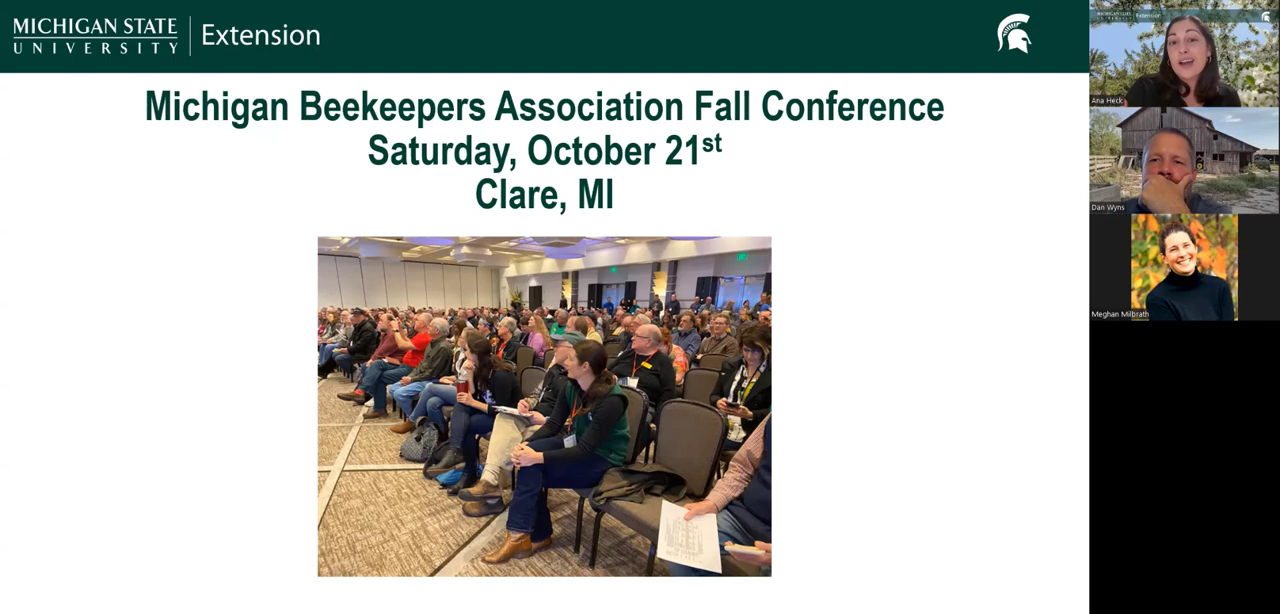 MICHIGAN STATE
UNIVERSITY
Extension
Michigan Beekeepers Association Fall Conference
Saturday, October 21st
Clare, MI
Extension
Ana Heck
Dan Wyns
Meghan Milbrath